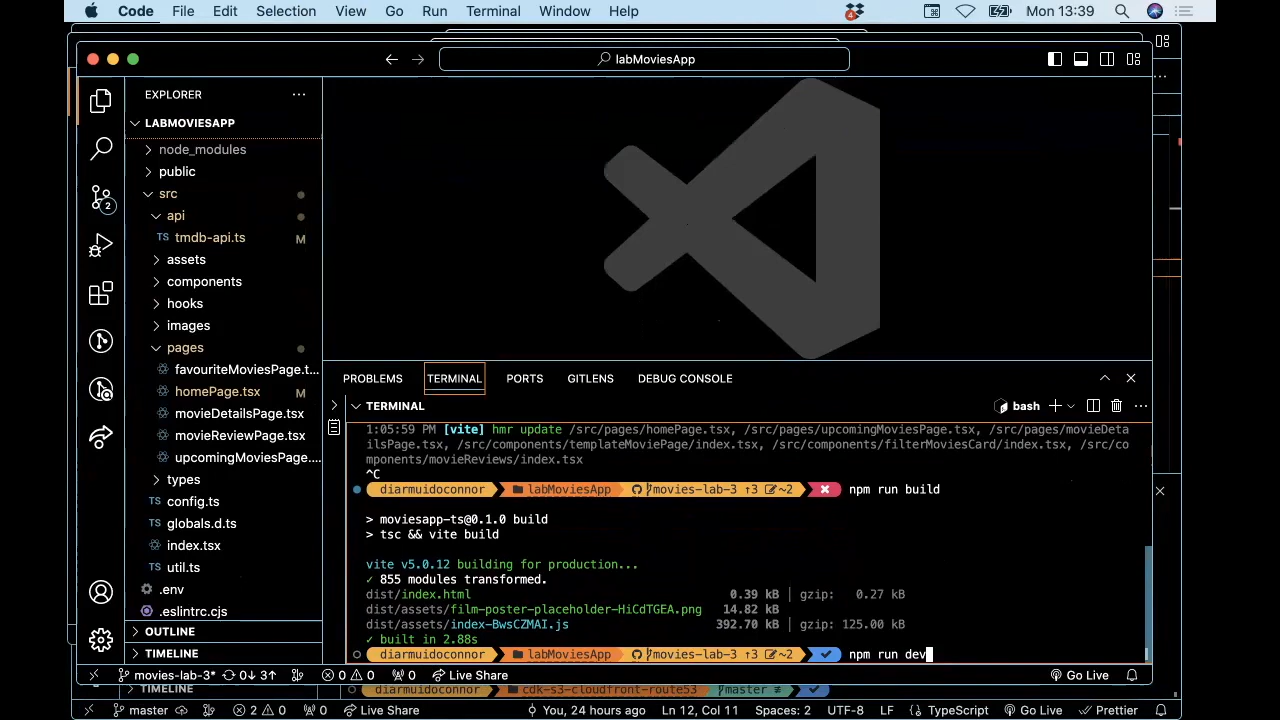 Code File Edit Selection View Go Run Terminal Window Help 4 Mon 13:39
labMoviesApp
EXPLORER
LABMOVIESAPP
node_modules
public
src
api
TS tmdb-api.ts M
assets
components
hooks
images
pages
favouriteMoviesPage.t...
homePage.tsx M
movieDetailsPage.tsx
movieReviewPage.tsx
upcomingMoviesPage....
types
TS config.ts
TS globals.d.ts
index.tsx
TS util.ts
.env
.eslintrc.cjs
OUTLINE
TIMELINE
2
PROBLEMS TERMINAL PORTS GITLENS DEBUG CONSOLE
TERMINAL bash
1:05:59 PM [vite] hmr update /src/pages/homePage.tsx, /src/pages/upcomingMoviesPage.tsx, /src/pages/movieDeta
ilsPage.tsx, /src/components/templateMoviePage/index.tsx, /src/components/filterMoviesCard/index.tsx, /src/co
mponents/movieReviews/index.tsx
^C
diarmuidoconnor labMoviesApp movies-lab-3 ↑3 ~2 ✘ npm run build
> moviesapp-ts@0.1.0 build
> tsc && vite build
vite v5.0.12 building for production...
✓ 855 modules transformed.
dist/index.html 0.39 kB │ gzip: 0.27 kB
dist/assets/film-poster-placeholder-HiCdTGEA.png 14.82 kB
dist/assets/index-BwsCZMAI.js 392.70 kB │ gzip: 125.00 kB
✓ built in 2.88s
diarmuidoconnor labMoviesApp movies-lab-3 ↑3 ~2 ✔ npm run dev
movies-lab-3* 0↓ 3↑ 0 0 0 Live Share Go Live
TIMELINE diarmuidoconnor cdk-s3-cloudfront-route53 master ≢ ✔
master 2 0 0 Live Share You, 24 hours ago Ln 12, Col 11 Spaces: 2 UTF-8 LF {} TypeScript Go Live Prettier